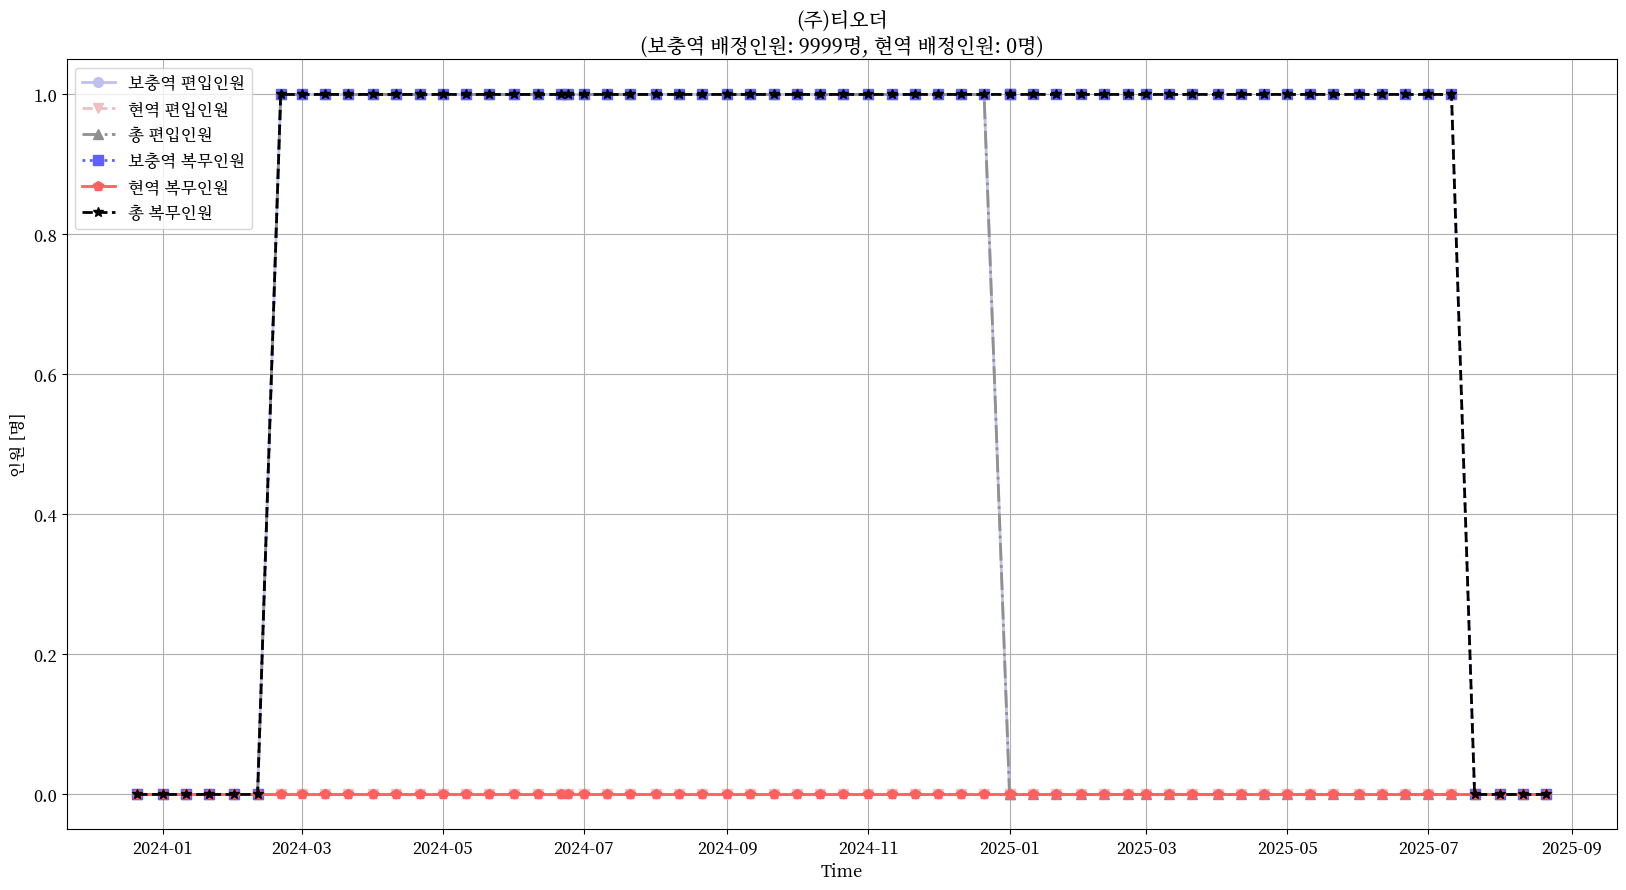 (주)티오더
(보충역 배정인원: 9999명, 현역 배정인원: 0명)
보충역 편입인원
현역 편입인원
총 편입인원
보충역 복무인원
현역 복무인원
총 복무인원
1.0
0.8
0.6
0.4
0.2
0.0
인원 [명]
2024-01
2024-03
2024-05
2024-07
2024-09
2024-11
2025-01
2025-03
2025-05
2025-07
2025-09
Time